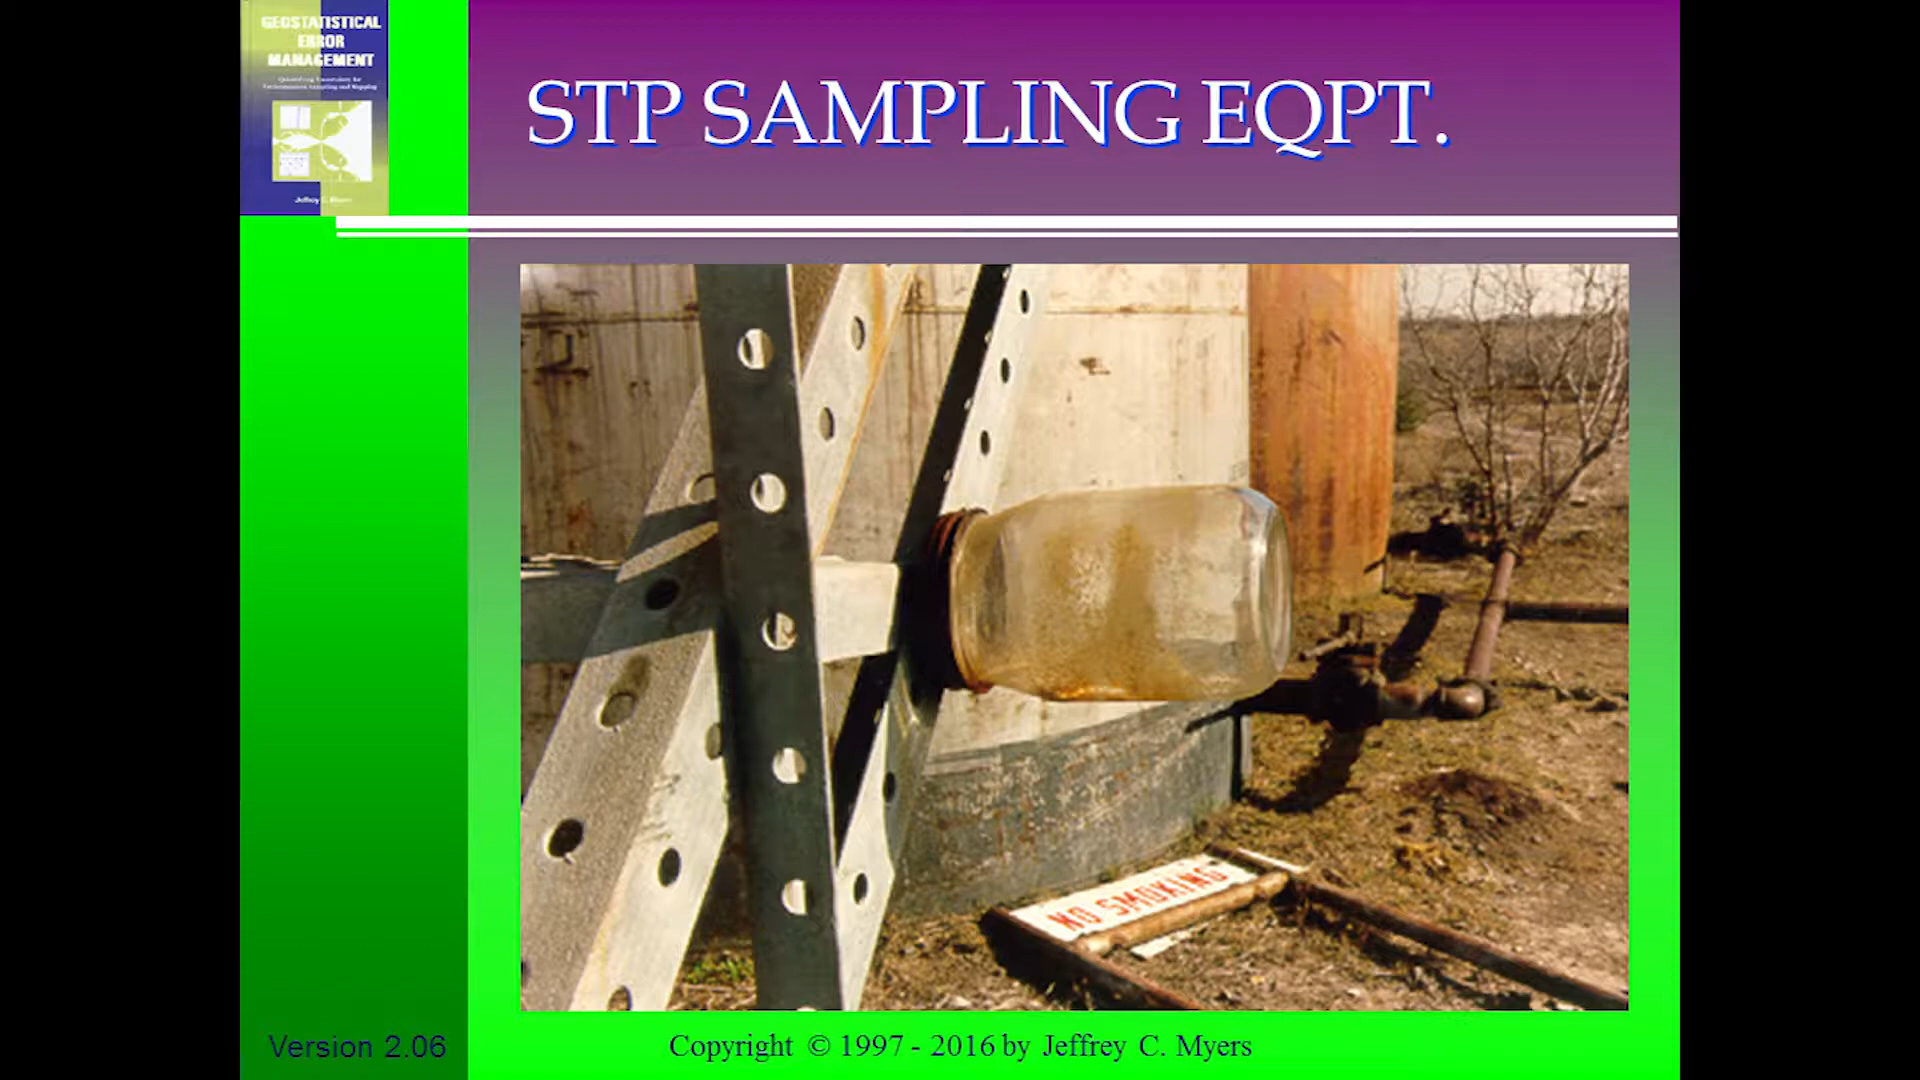 GEOSTATISTICAL
ERROR
MANAGEMENT
STP SAMPLING EQPT.
NO SMOKING
Version 2.06
Copyright © 1997 - 2016 by Jeffrey C. Myers